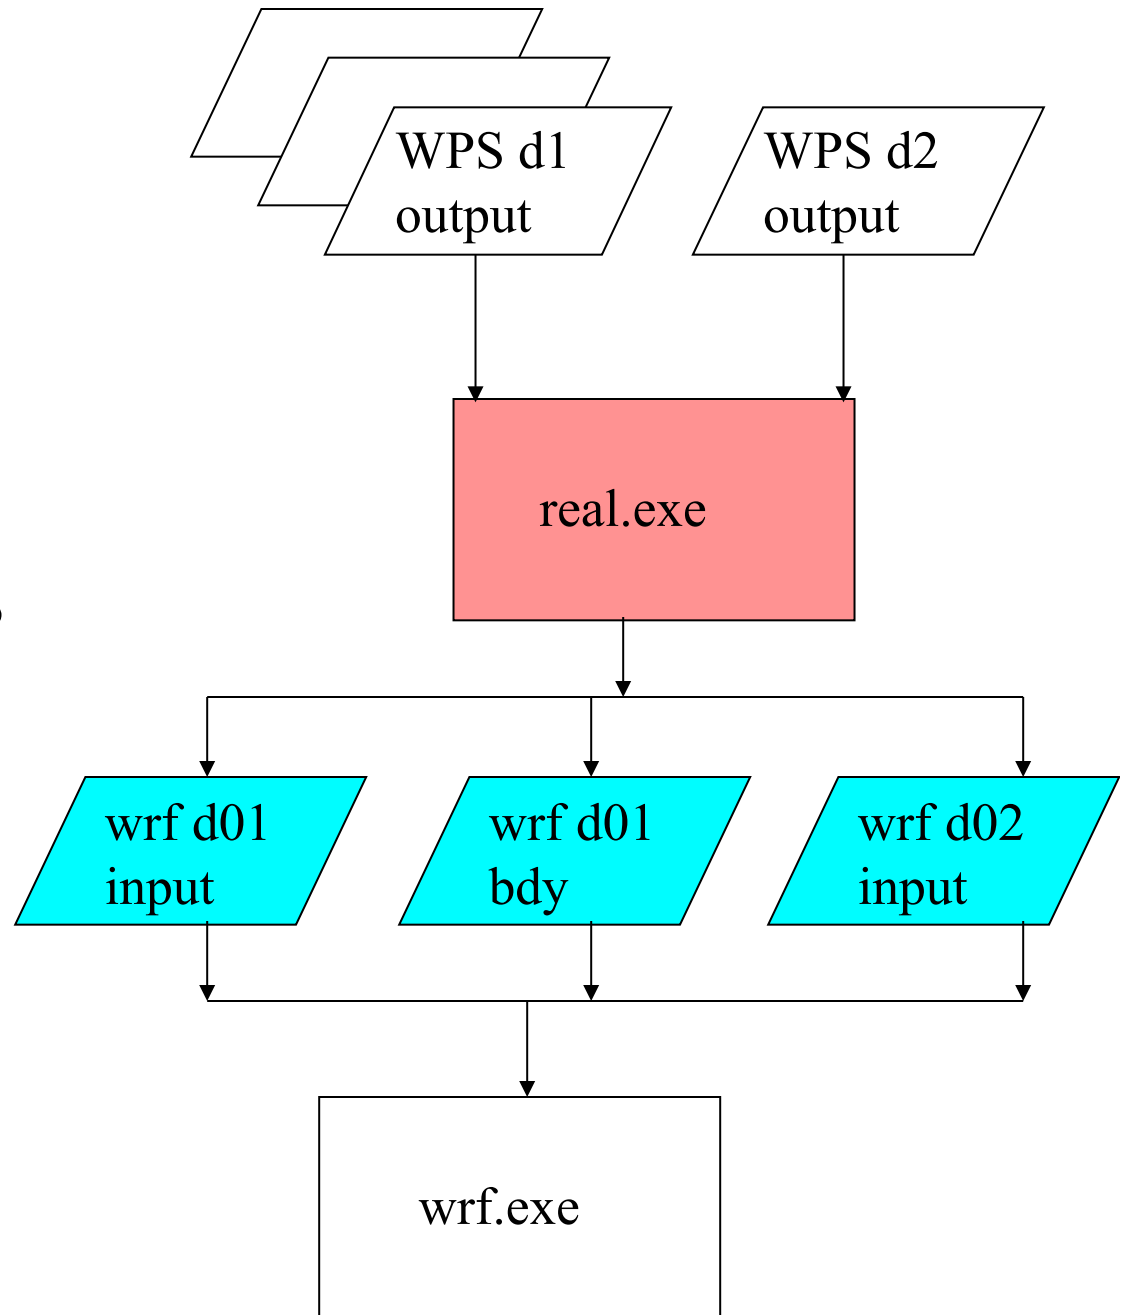 WPS d1
output
WPS d2
output
real.exe
wrf d01
input
wrf d01
bdy
wrf d02
input
wrf.exe